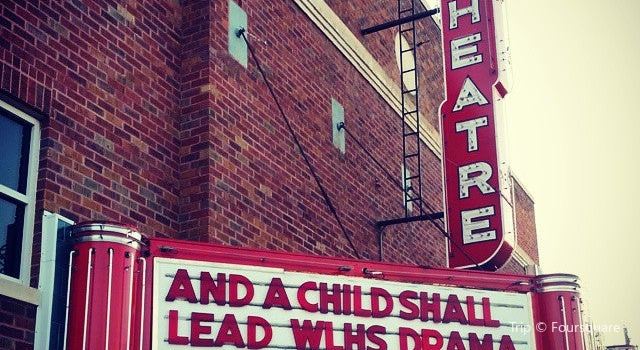 HEATRE
AND A CHILD SHALL
LEAD WLHS DRAMA
Trip © Foursquare